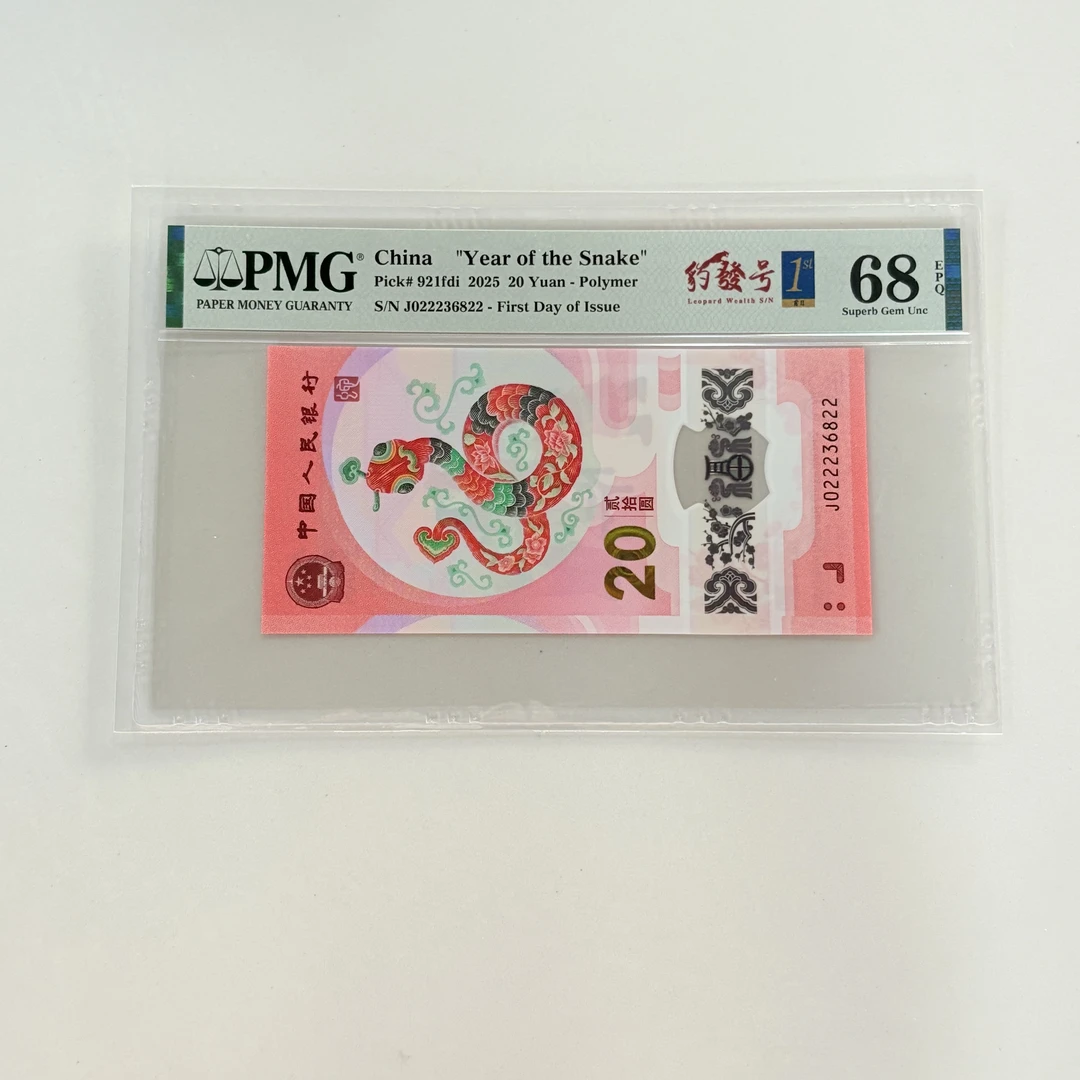 PMG®
PAPER MONEY GUARANTY
China "Year of the Snake"
Pick# 921fdi 2025 20 Yuan - Polymer
S/N J022236822 - First Day of Issue
豹發号
Leopard Wealth S/N
1st
68
Superb Gem Unc
EPQ
中國人民銀行
20
贰拾圆
J022236822